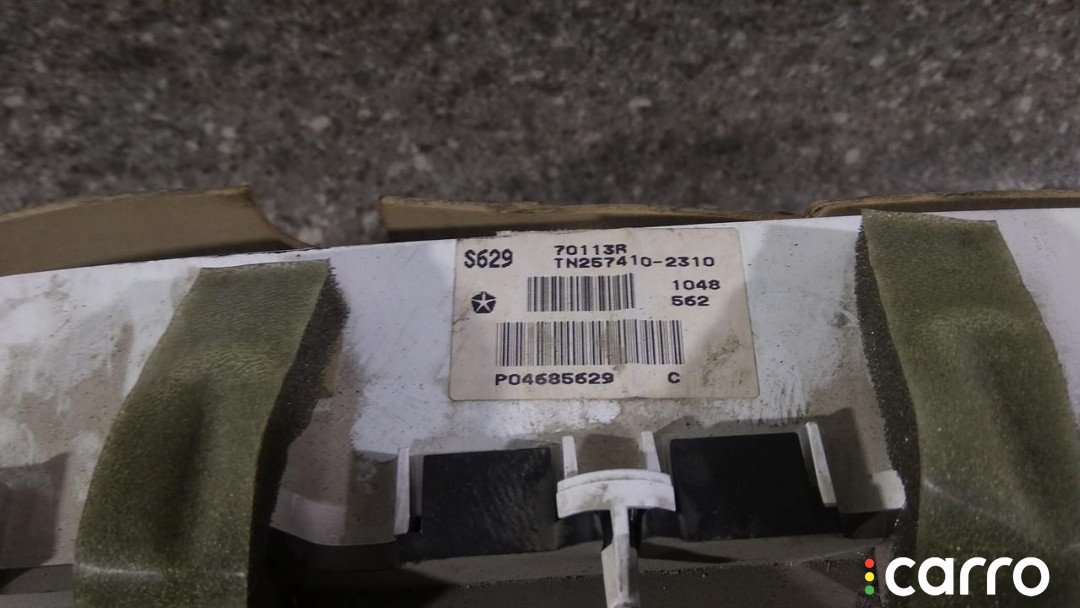 S629 70113R
TN257410-2310
1048
562
P04685629 C
carro